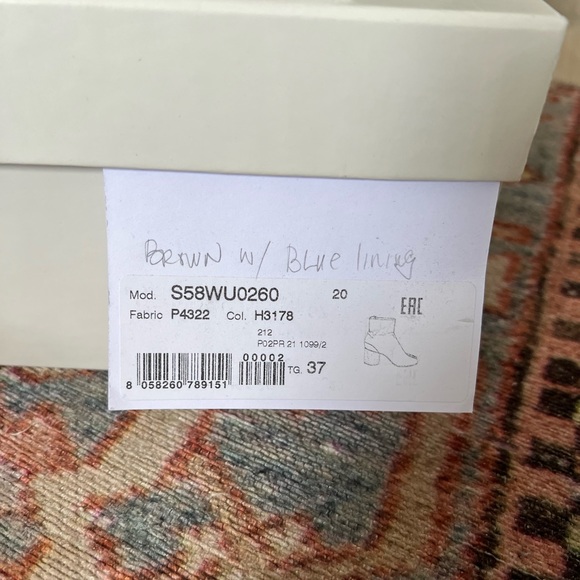 BROWN W/ BLUE lining
Mod. S58WU0260 20 EAC
Fabric P4322 Col. H3178
212
P02PR 21 1099/2
00002
8 058260 789151 TG. 37